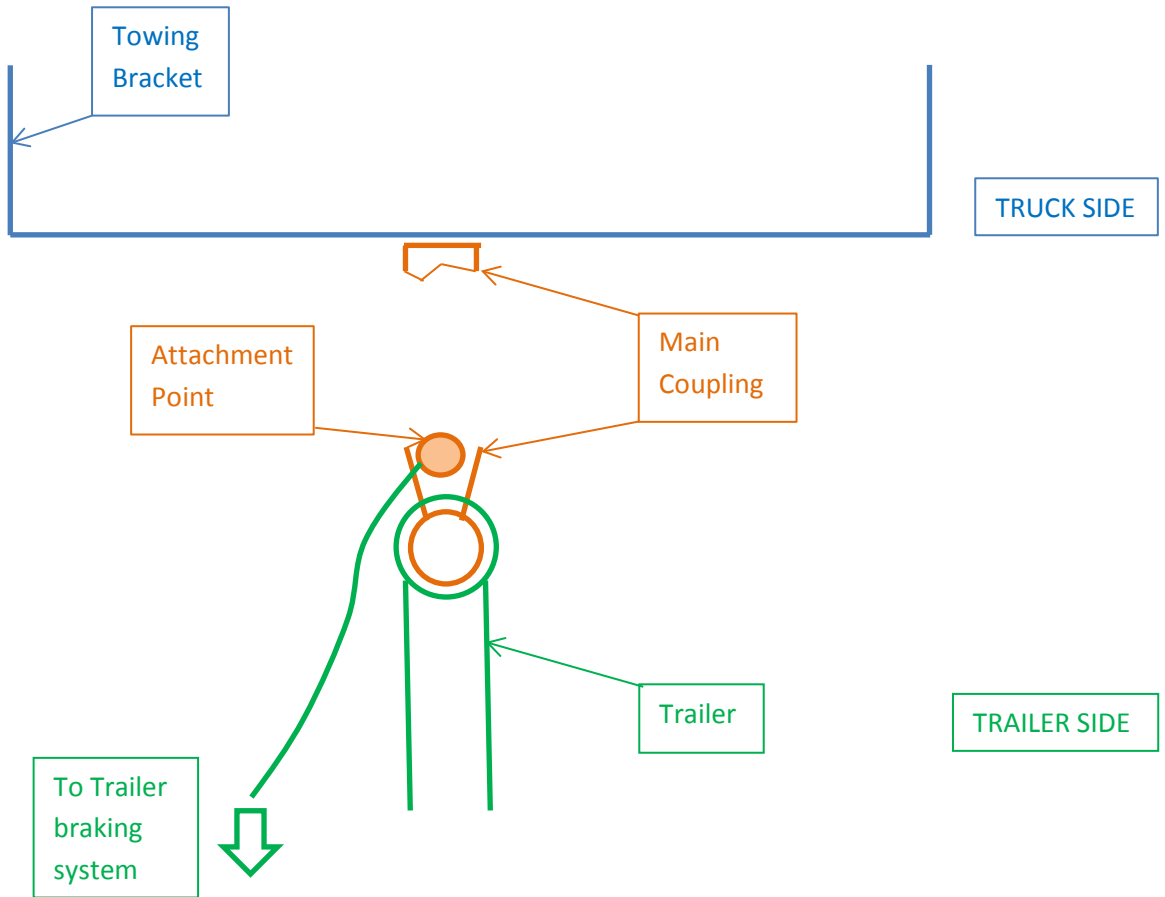 Towing
Bracket
TRUCK SIDE
Attachment
Point
Main
Coupling
Trailer
TRAILER SIDE
To Trailer
braking
system